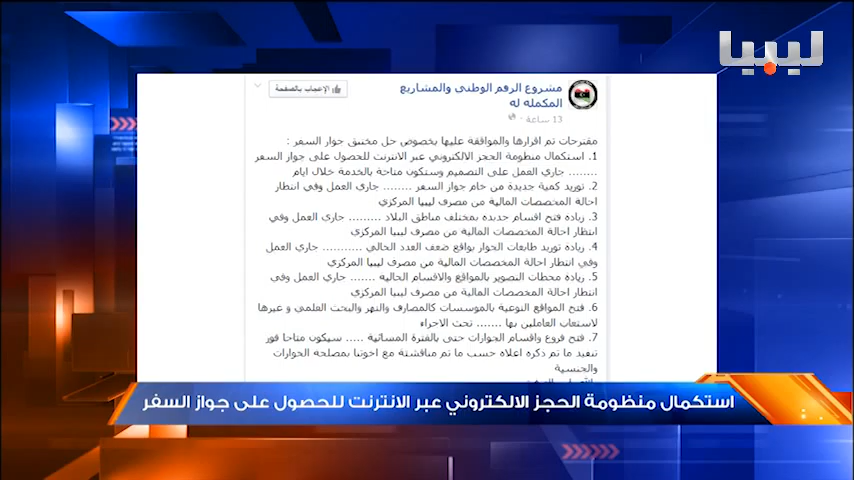 ليبيا
مشروع الرقم الوطني والمشاريع
المكملة له
الإعجاب بالصفحة
13 ساعة ·
مقترحات تم اقرارها والموافقة عليها بخصوص حل مختنق جواز السفر :
1. استكمال منظومة الحجز الالكتروني عبر الانترنت للحصول على جواز السفر
........ جاري العمل على التصميم وستكون متاحة بالخدمة خلال ايام
2. توريد كمية جديدة من خام جواز السفر ........ جاري العمل وفي انتظار
احالة المخصصات المالية من مصرف ليبيا المركزي
3. زيادة فتح اقسام جديده بمختلف مناطق البلاد ......... جاري العمل وفي
انتظار احالة المخصصات المالية من مصرف ليبيا المركزي
4. زيادة توريد طابعات الجواز بواقع ضعف العدد الحالي ........... جاري العمل
وفي انتظار احالة المخصصات المالية من مصرف ليبيا المركزي
5. زيادة محطات التصوير بالمواقع والاقسام الحاليه ....... جاري العمل وفي
انتظار احالة المخصصات المالية من مصرف ليبيا المركزي
6. فتح المواقع النوعية بالمؤسسات كالمصارف والنهر والبحث العلمي و غيرها
لاستيعاب العاملين بها ....... تحت الاجراء
7. فتح فروع واقسام الجوازات حتى بالفترة المسائية ..... سيكون متاحا فور
تنفيذ ما تم ذكره اعلاه حسب ما تم مناقشتة مع اخوتنا بمصلحة الجوازات
والجنسية
استكمال منظومة الحجز الالكتروني عبر الانترنت للحصول على جواز السفر